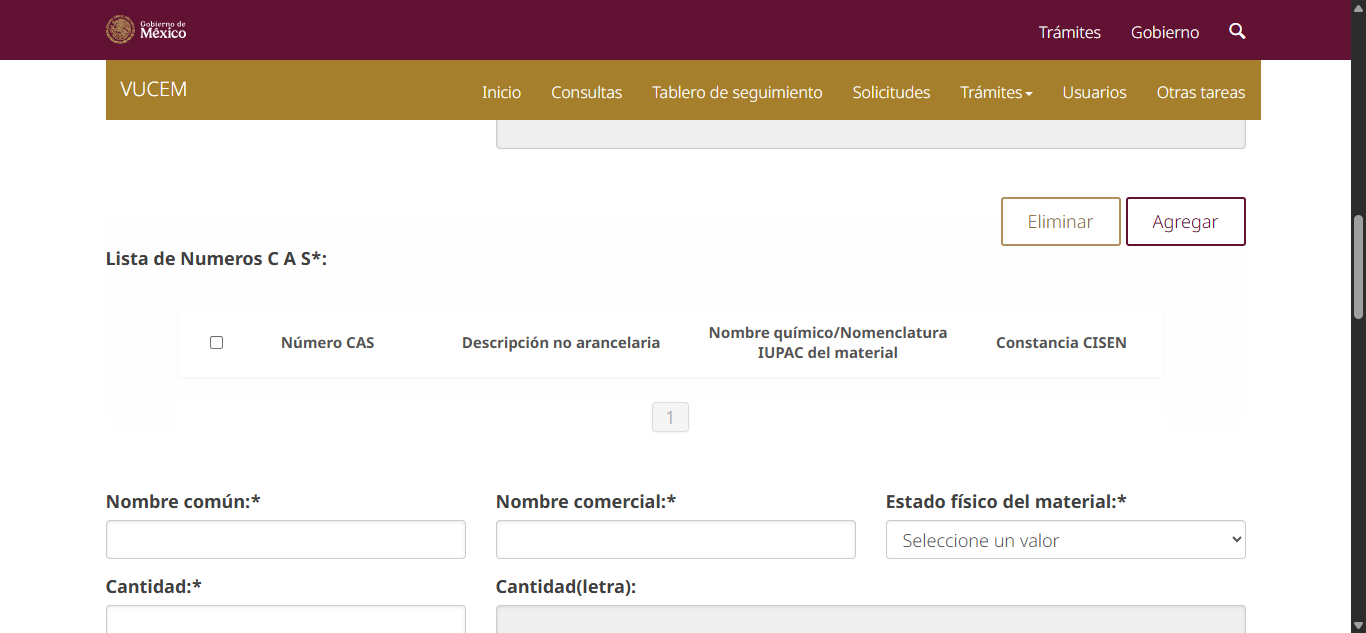 Gobierno de
México
Trámites
Gobierno
VUCEM
Inicio
Consultas
Tablero de seguimiento
Solicitudes
Trámites
Usuarios
Otras tareas
Eliminar
Agregar
Lista de Numeros C A S*:
Número CAS
Descripción no arancelaria
Nombre químico/Nomenclatura
IUPAC del material
Constancia CISEN
1
Nombre común:*
Nombre comercial:*
Estado físico del material:*
Seleccione un valor
Cantidad:*
Cantidad(letra):